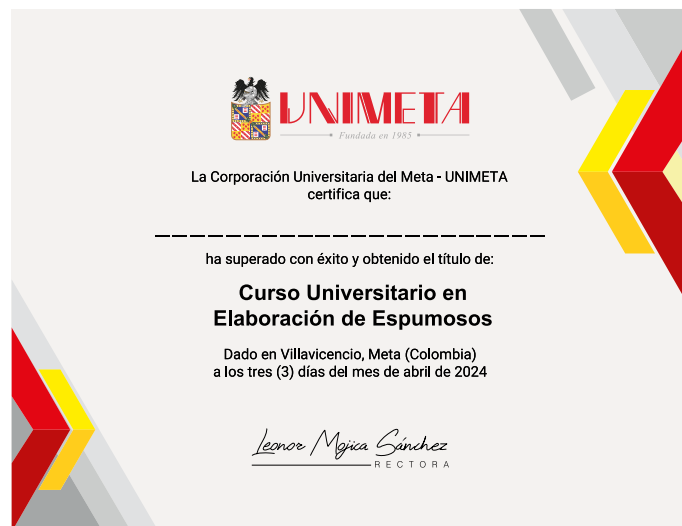 UNIMETA
Fundada en 1985
La Corporación Universitaria del Meta - UNIMETA
certifica que:
ha superado con éxito y obtenido el título de:
Curso Universitario en
Elaboración de Espumosos
Dado en Villavicencio, Meta (Colombia)
a los tres (3) días del mes de abril de 2024
Leonor Mojica Sánchez
RECTORA